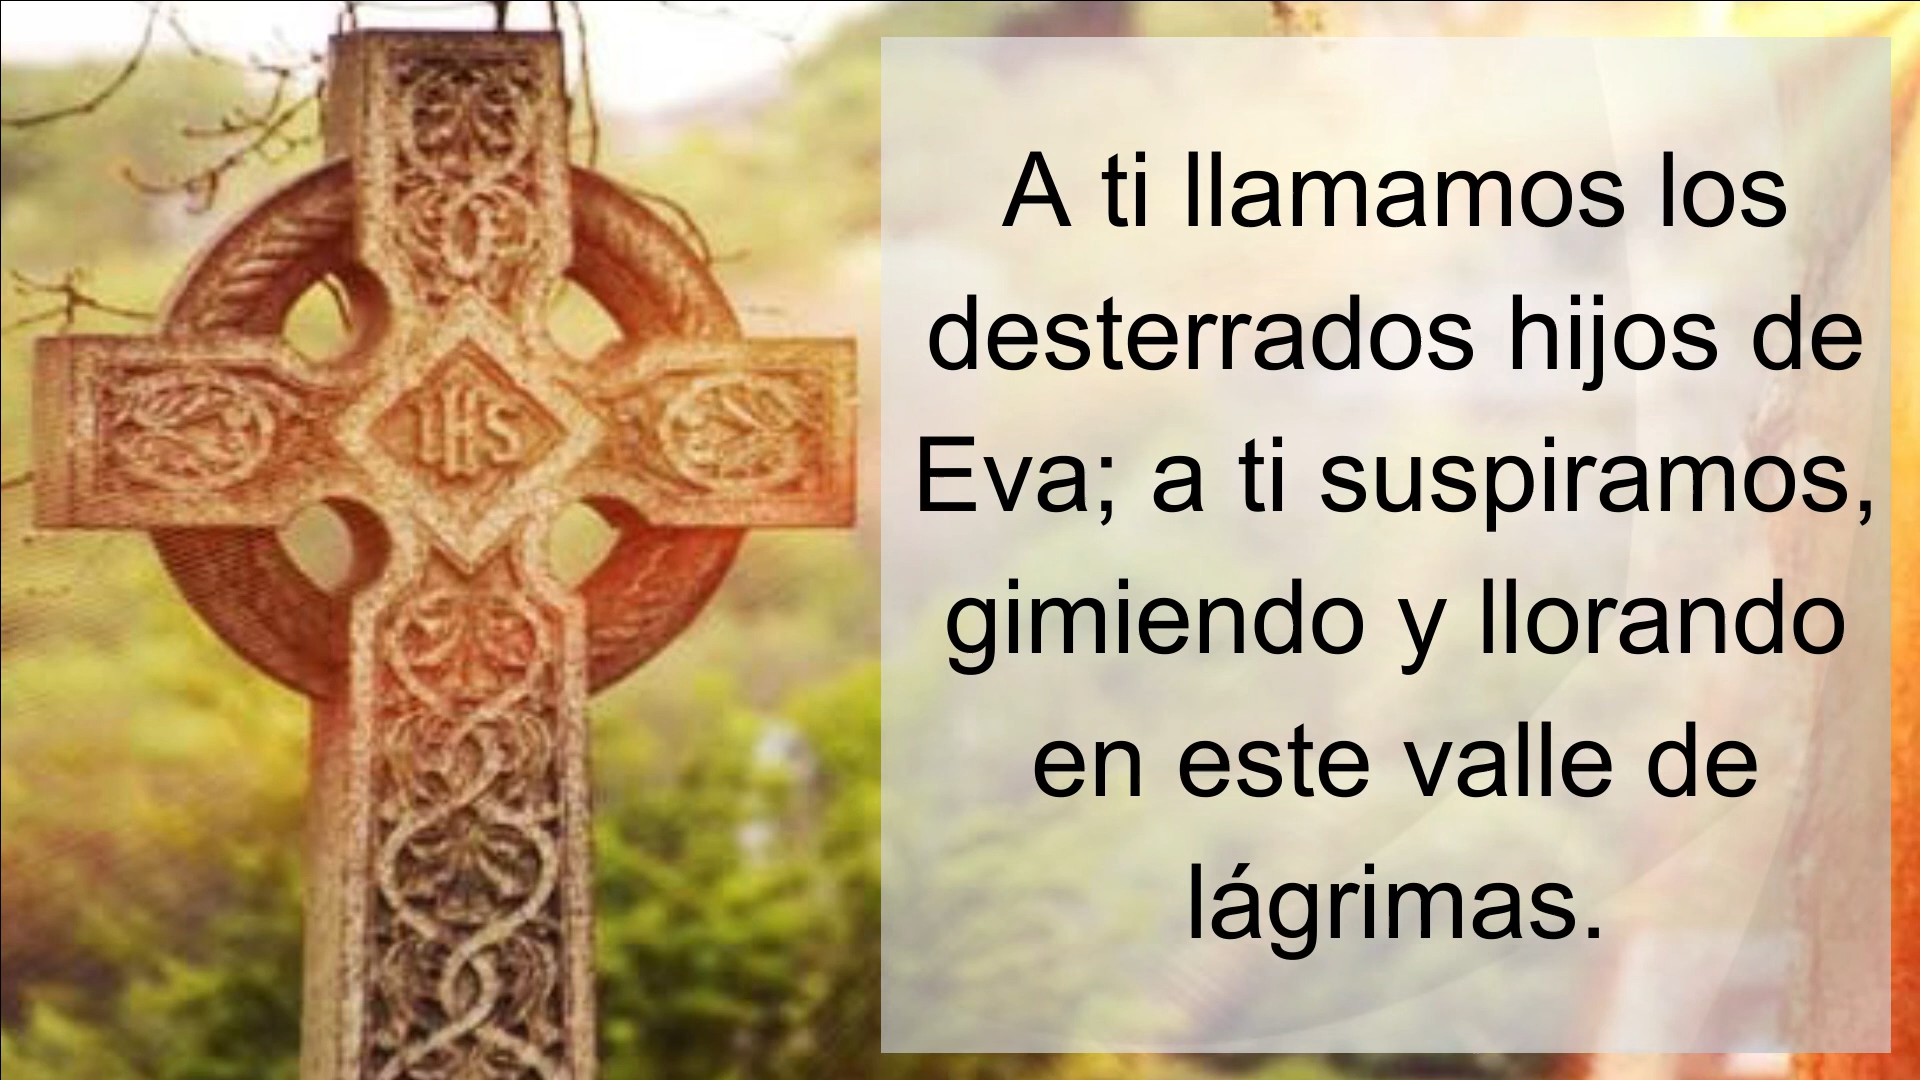 IHS
A ti llamamos los
desterrados hijos de
Eva; a ti suspiramos,
gimiendo y llorando
en este valle de
lágrimas.